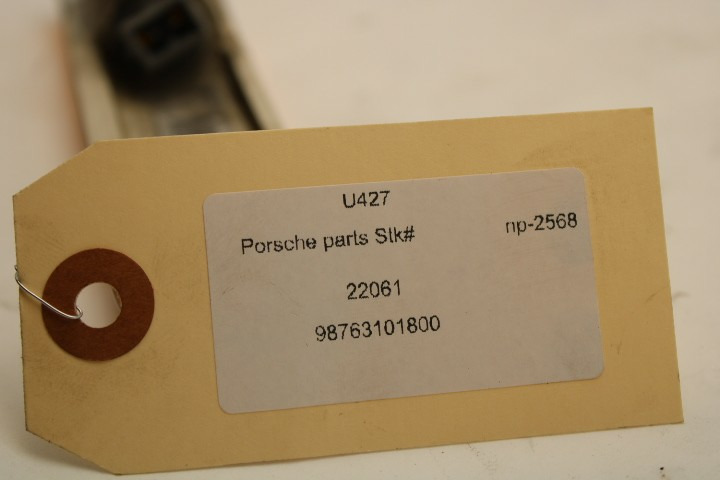 U427
Porsche parts Stk# np-2568
22061
98763101800